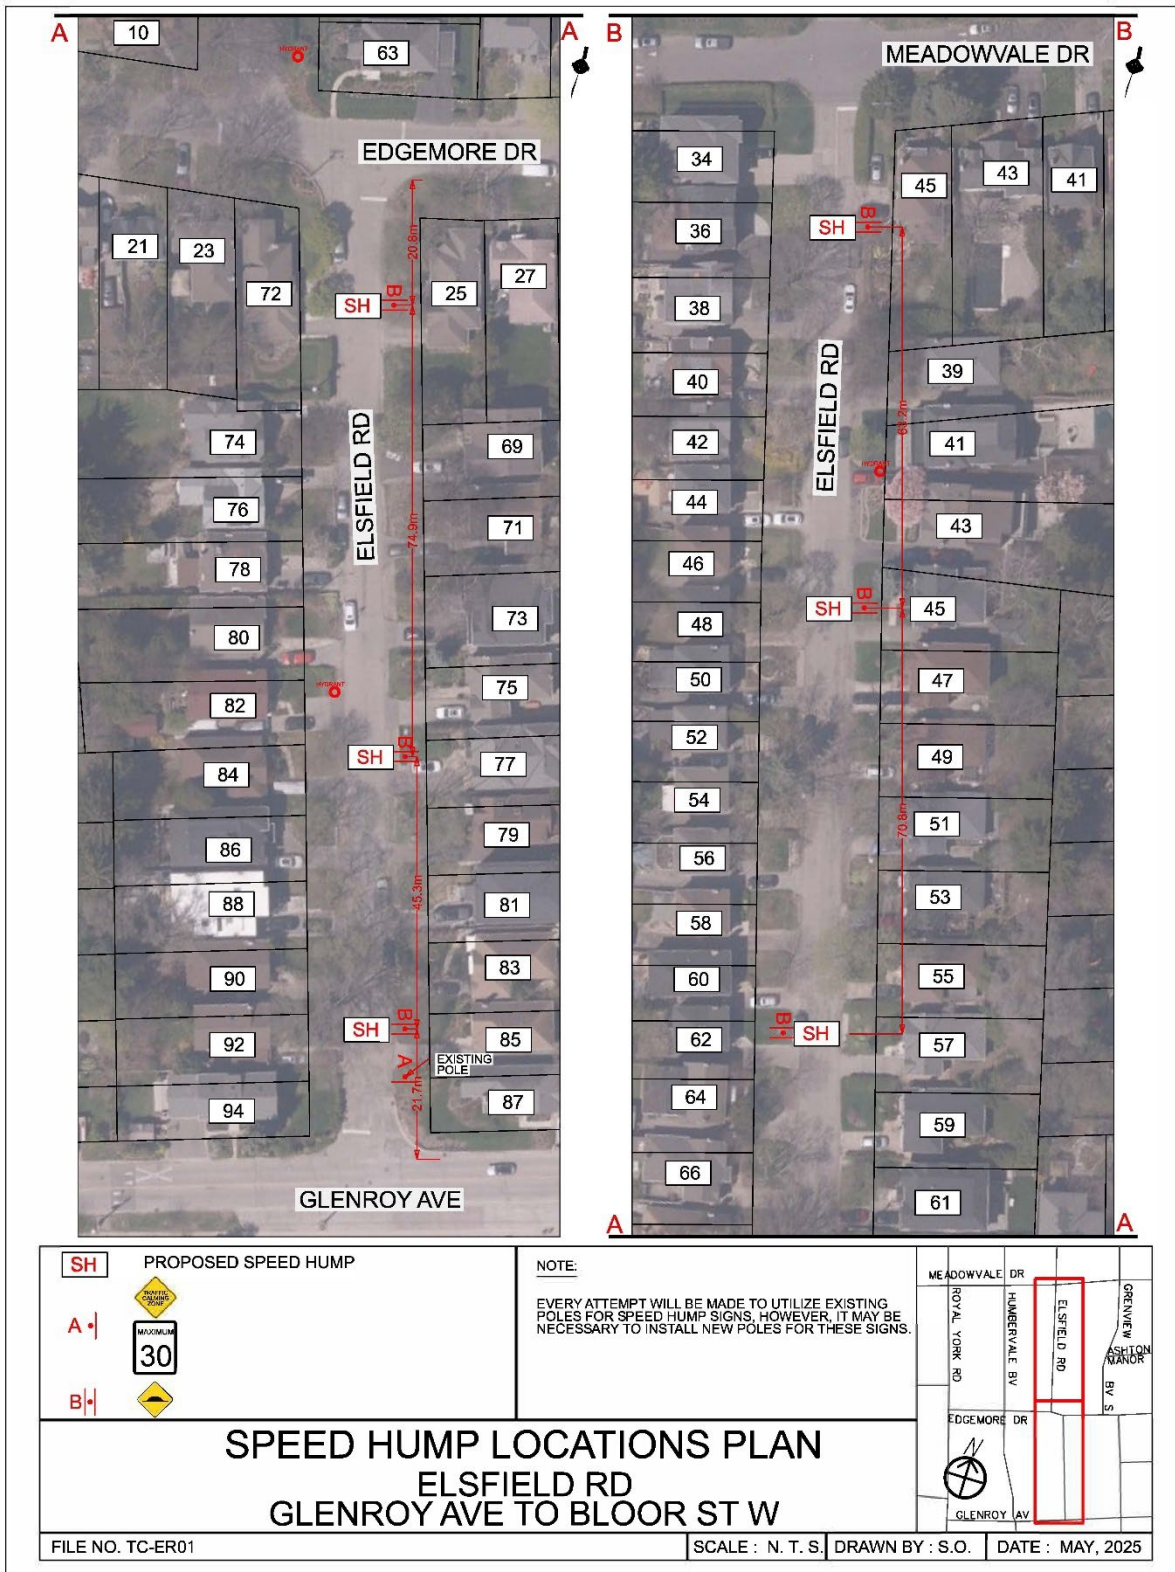 A
A
10
63
HYDRANT
EDGEMORE DR
21
23
72
25
27
20.8m
SH
B
74
76
78
80
82
84
86
88
90
92
94
ELSFIELD RD
74.9m
69
71
73
75
77
79
81
83
85
87
HYDRANT
SH
B
45.3m
SH
B
A
EXISTING
POLE
21.7m
GLENROY AVE
B
B
MEADOWVALE DR
34
36
38
40
42
44
46
48
50
52
54
56
58
60
62
64
66
SH
B
45
43
41
ELSFIELD RD
63.2m
HYDRANT
39
41
43
SH
B
45
47
49
51
53
55
57
59
61
70.8m
B
SH
A
A
SH
PROPOSED SPEED HUMP
TRAFFIC
CALMING
ZONE
A
MAXIMUM
30
B
NOTE:
EVERY ATTEMPT WILL BE MADE TO UTILIZE EXISTING
POLES FOR SPEED HUMP SIGNS, HOWEVER, IT MAY BE
NECESSARY TO INSTALL NEW POLES FOR THESE SIGNS.
MEADOWVALE DR
ROYAL YORK RD
HUMBERVALE BV
ELSFIELD RD
GRENVIEW
BV S
ASHTON
MANOR
EDGEMORE DR
N
GLENROY AV
SPEED HUMP LOCATIONS PLAN
ELSFIELD RD
GLENROY AVE TO BLOOR ST W
FILE NO. TC-ER01
SCALE : N. T. S.
DRAWN BY : S.O.
DATE : MAY, 2025